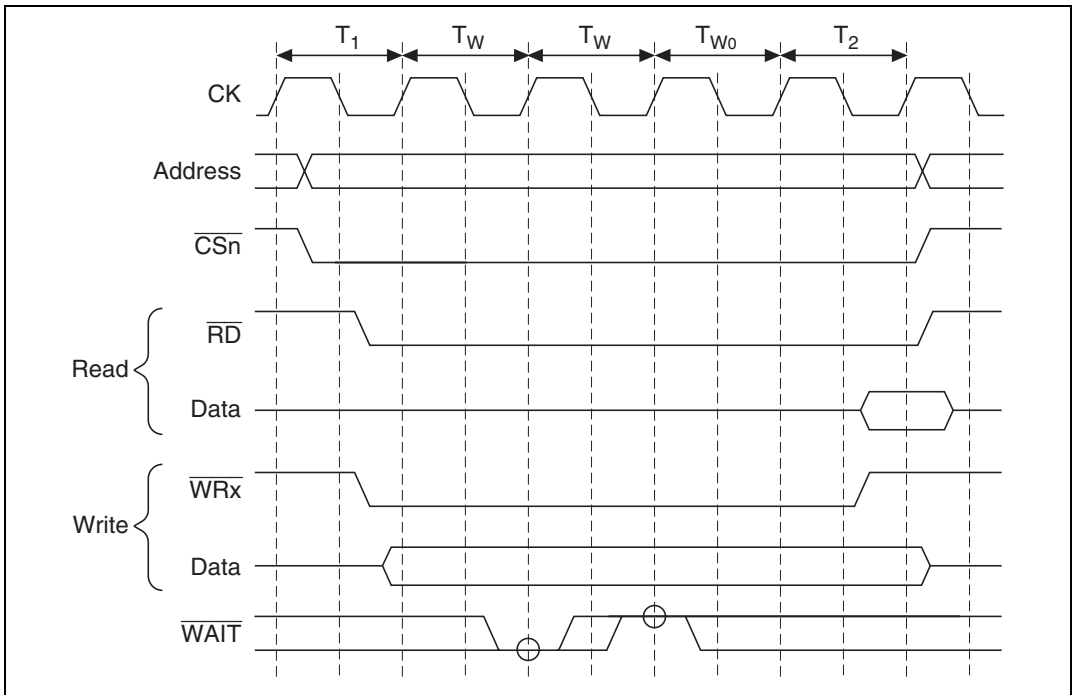 T1 TW TW TW0 T2
CK
Address
CSn
RD
Read
Data
WRx
Write
Data
WAIT